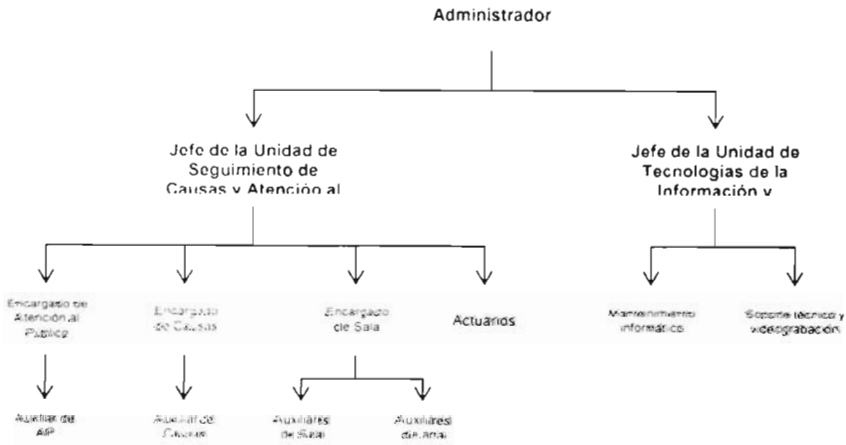 Administrador
Jefe de la Unidad de
Seguimiento de
Causas y Atención al
Jefe de la Unidad de
Tecnologías de la
Información y
Encargado de
Atención al
Público
Encargado
de Causas
Encargado
de Sala
Actuarios
Mantenimiento
informático
Soporte técnico y
videograbación
Auxiliar de
AIP
Auxiliar de
Causas
Auxiliares
de Sala
Auxiliares